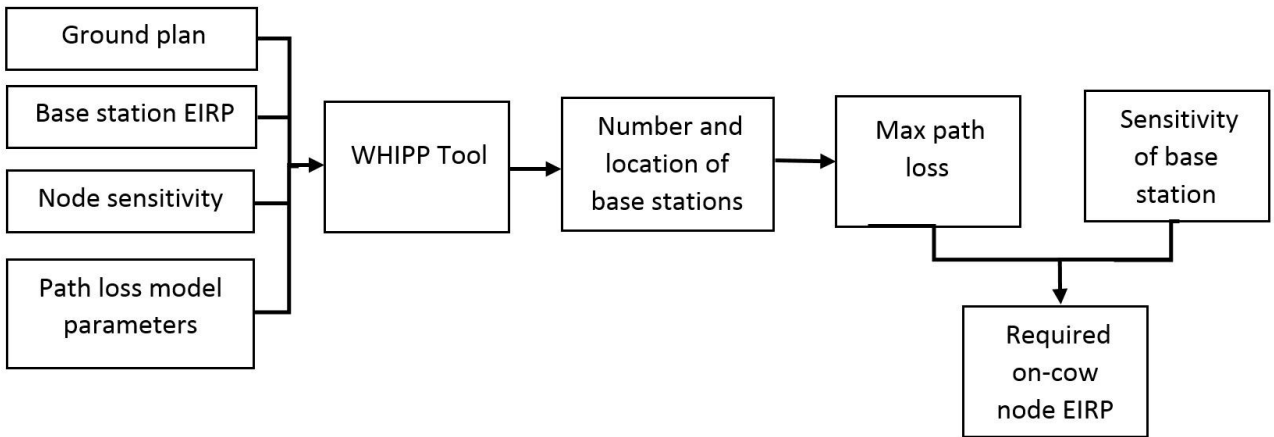 Ground plan
Base station EIRP
Node sensitivity
Path loss model
parameters
WHIPP Tool
Number and
location of
base stations
Max path
loss
Sensitivity
of base
station
Required
on-cow
node EIRP